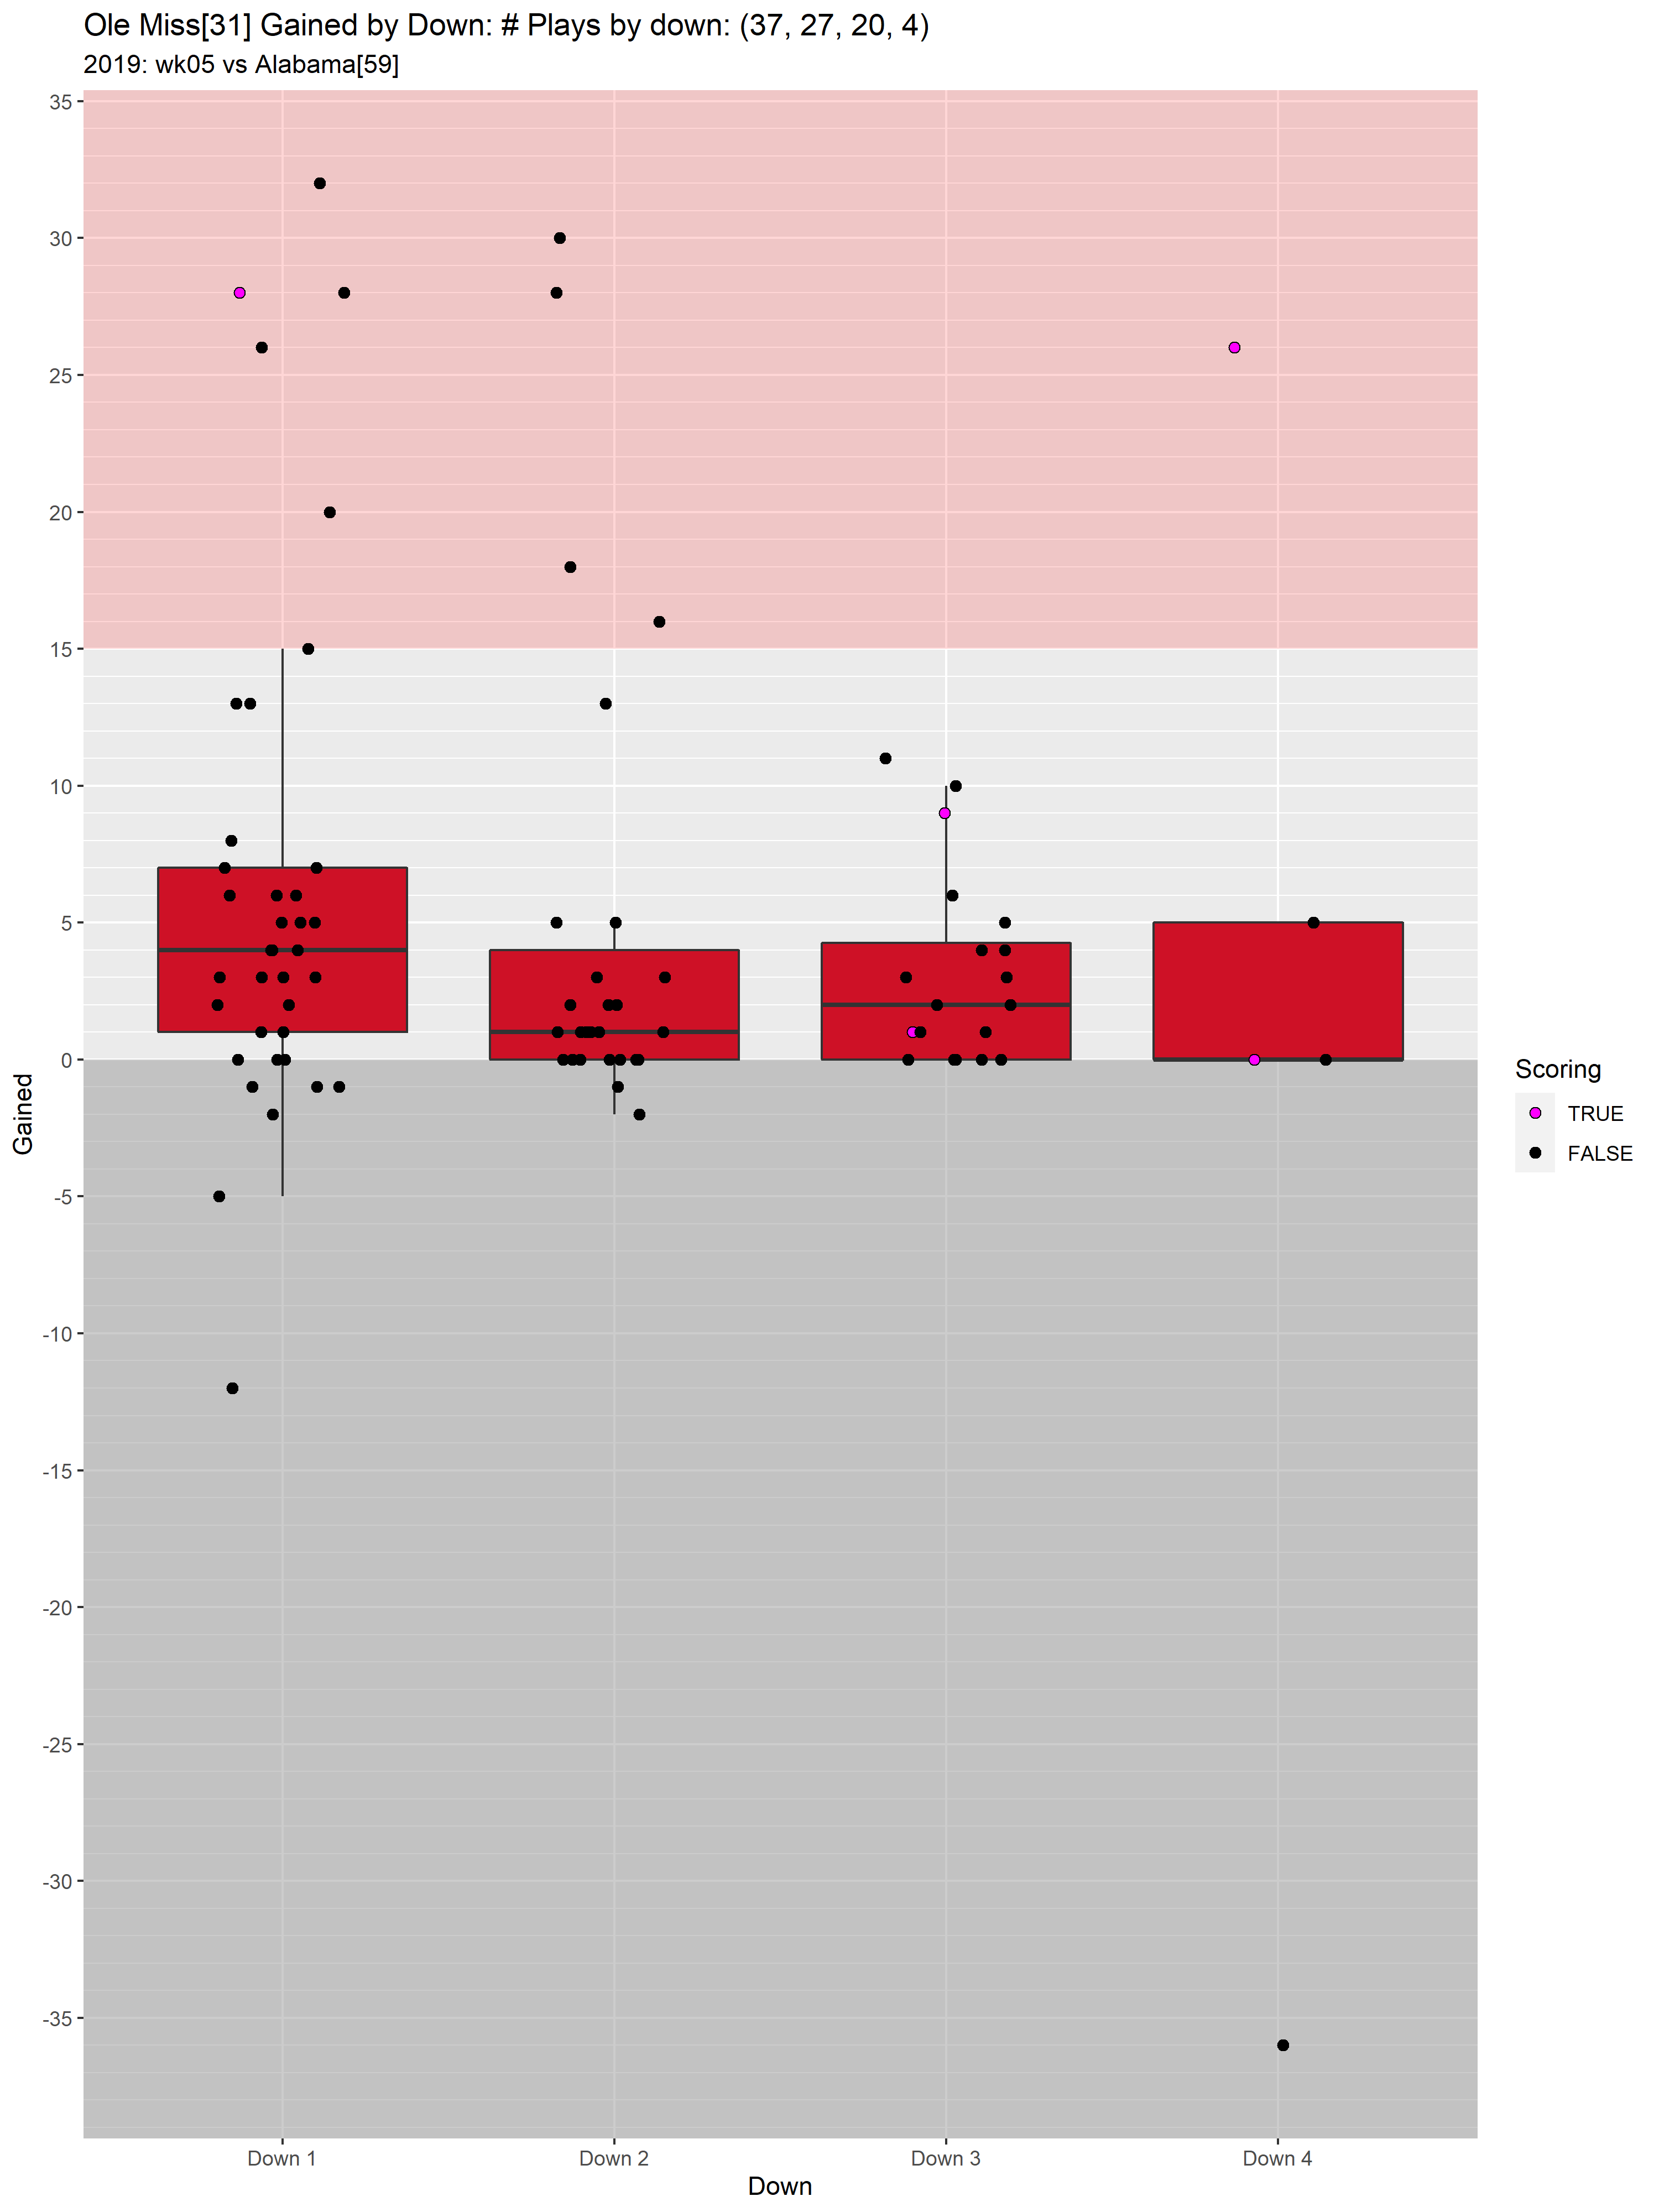 Ole Miss[31] Gained by Down: # Plays by down: (37, 27, 20, 4)
2019: wk05 vs Alabama[59]
35
30
25
20
15
10
5
0
-5
-10
-15
-20
-25
-30
-35
Gained
Down 1
Down 2
Down 3
Down 4
Down
Scoring
TRUE
FALSE